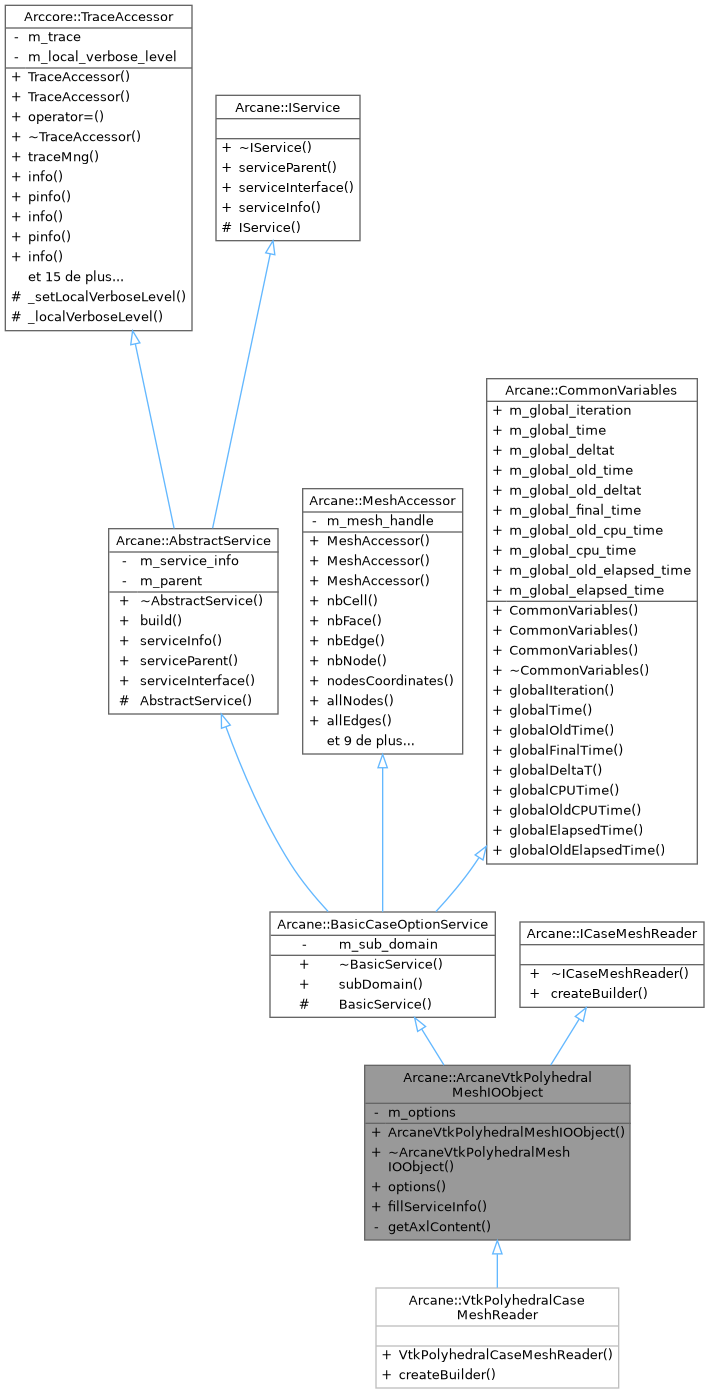 Arccore::TraceAccessor
- m_trace
- m_local_verbose_level
+ TraceAccessor()
+ TraceAccessor()
+ operator=()
+ ~TraceAccessor()
+ traceMng()
+ info()
+ pinfo()
+ info()
+ pinfo()
+ info()
et 15 de plus...
# _setLocalVerboseLevel()
# _localVerboseLevel()
Arcane::IService
+ ~IService()
+ serviceParent()
+ serviceInterface()
+ serviceInfo()
# IService()
Arcane::CommonVariables
+ m_global_iteration
+ m_global_time
+ m_global_deltat
+ m_global_old_time
+ m_global_old_deltat
+ m_global_final_time
+ m_global_old_cpu_time
+ m_global_cpu_time
+ m_global_old_elapsed_time
+ m_global_elapsed_time
+ CommonVariables()
+ CommonVariables()
+ CommonVariables()
+ ~CommonVariables()
+ globalIteration()
+ globalTime()
+ globalOldTime()
+ globalFinalTime()
+ globalDeltaT()
+ globalCPUTime()
+ globalOldCPUTime()
+ globalElapsedTime()
+ globalOldElapsedTime()
Arcane::MeshAccessor
- m_mesh_handle
+ MeshAccessor()
+ MeshAccessor()
+ MeshAccessor()
+ nbCell()
+ nbFace()
+ nbEdge()
+ nbNode()
+ nodesCoordinates()
+ allNodes()
+ allEdges()
et 9 de plus...
Arcane::AbstractService
- m_service_info
- m_parent
+ ~AbstractService()
+ build()
+ serviceInfo()
+ serviceParent()
+ serviceInterface()
# AbstractService()
Arcane::BasicCaseOptionService
- m_sub_domain
+ ~BasicService()
+ subDomain()
# BasicService()
Arcane::ICaseMeshReader
+ ~ICaseMeshReader()
+ createBuilder()
Arcane::ArcaneVtkPolyhedral
MeshIOObject
- m_options
+ ArcaneVtkPolyhedralMeshIOObject()
+ ~ArcaneVtkPolyhedralMesh
IOObject()
+ options()
+ fillServiceInfo()
- getAxlContent()
Arcane::VtkPolyhedralCase
MeshReader
+ VtkPolyhedralCaseMeshReader()
+ createBuilder()